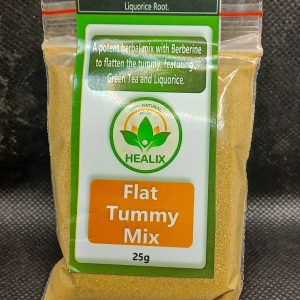 Liquorice Root.
A potent herbal mix with Berberine
to flatten the tummy, featuring
Green Tea and Liquorice.
100% NATURAL
HEALIX
Flat
Tummy
Mix
25g